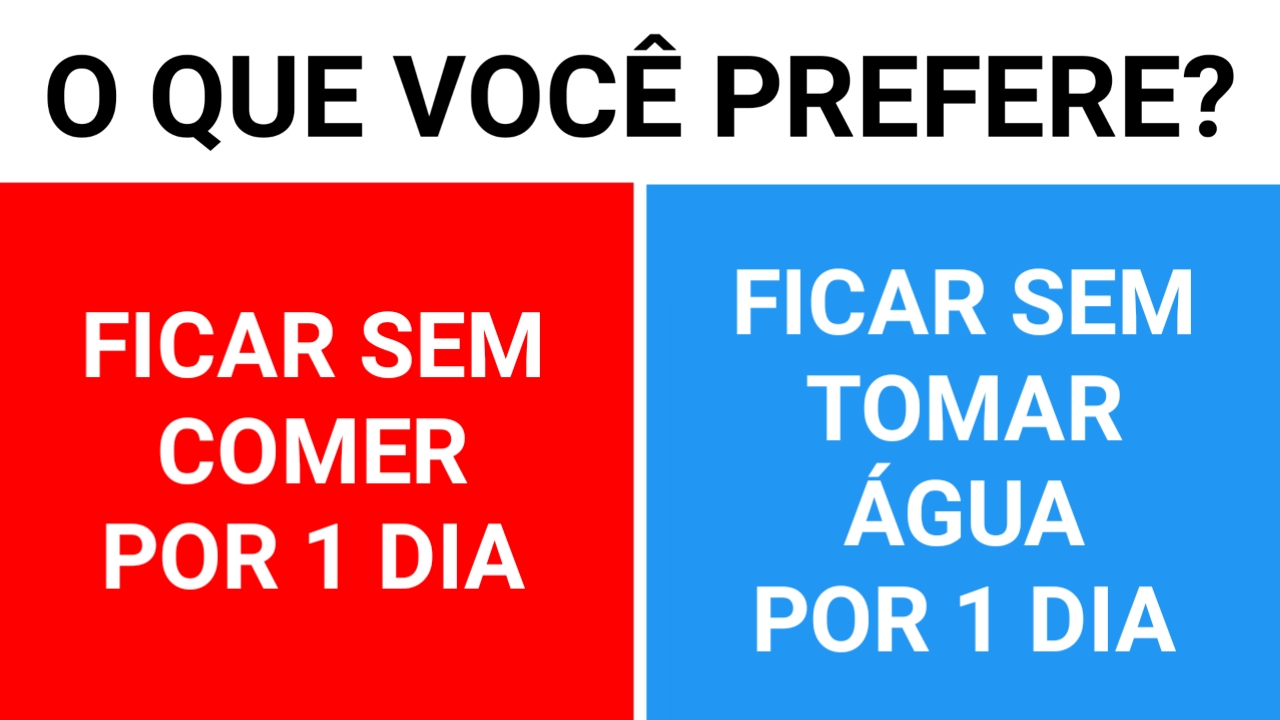 O QUE VOCÊ PREFERE?
FICAR SEM
COMER
POR 1 DIA
FICAR SEM
TOMAR
ÁGUA
POR 1 DIA